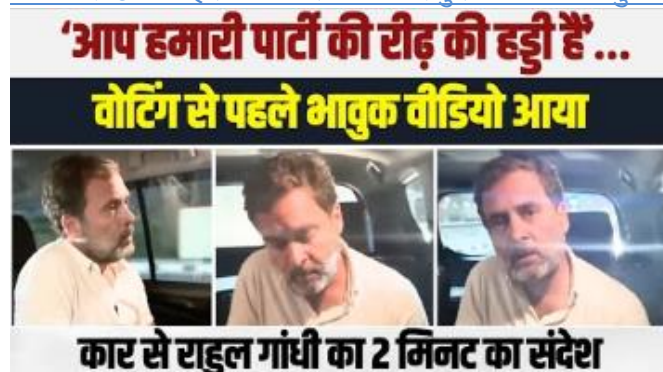 ‘आप हमारी पार्टी की रीढ़ की हड्डी हैं’...
वोटिंग से पहले भावुक वीडियो आया
कार से राहुल गांधी का 2 मिनट का संदेश